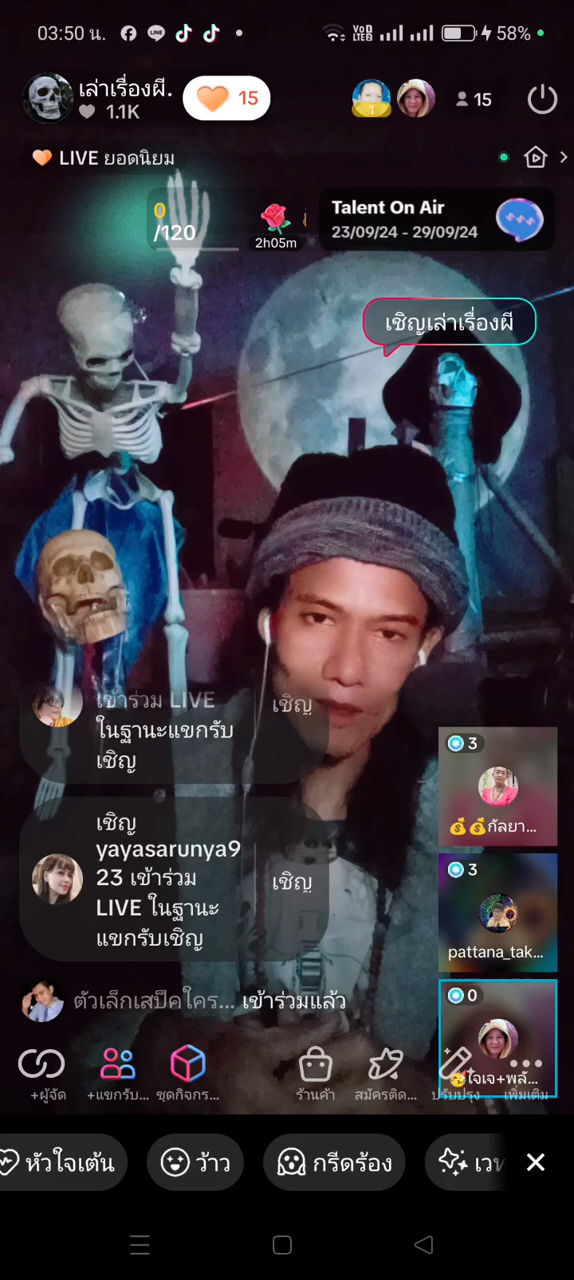 03:50 น.
VoD
LTED
58%
เล่าเรื่องผี.
1.1K
15
1
15
LIVE ยอดนิยม
0
/120
2h05m
Talent On Air
23/09/24 - 29/09/24
เชิญเล่าเรื่องผี
เข้าร่วม LIVE
ในฐานะแขกรับ
เชิญ
เชิญ
เชิญ
yayasarunya9
23 เข้าร่วม
LIVE ในฐานะ
แขกรับเชิญ
เชิญ
3
กัลยา...
3
pattana_tak...
0
ใจเจ+พลั...
ตัวเล็กเสป็คใคร... เข้าร่วมแล้ว
+ผู้จัด
+แขกรับ...
ชุดกิจกร...
ร้านค้า
สมัครติด...
ปรับปรุง
เพิ่มเติม
หัวใจเต้น
ว้าว
กรีดร้อง